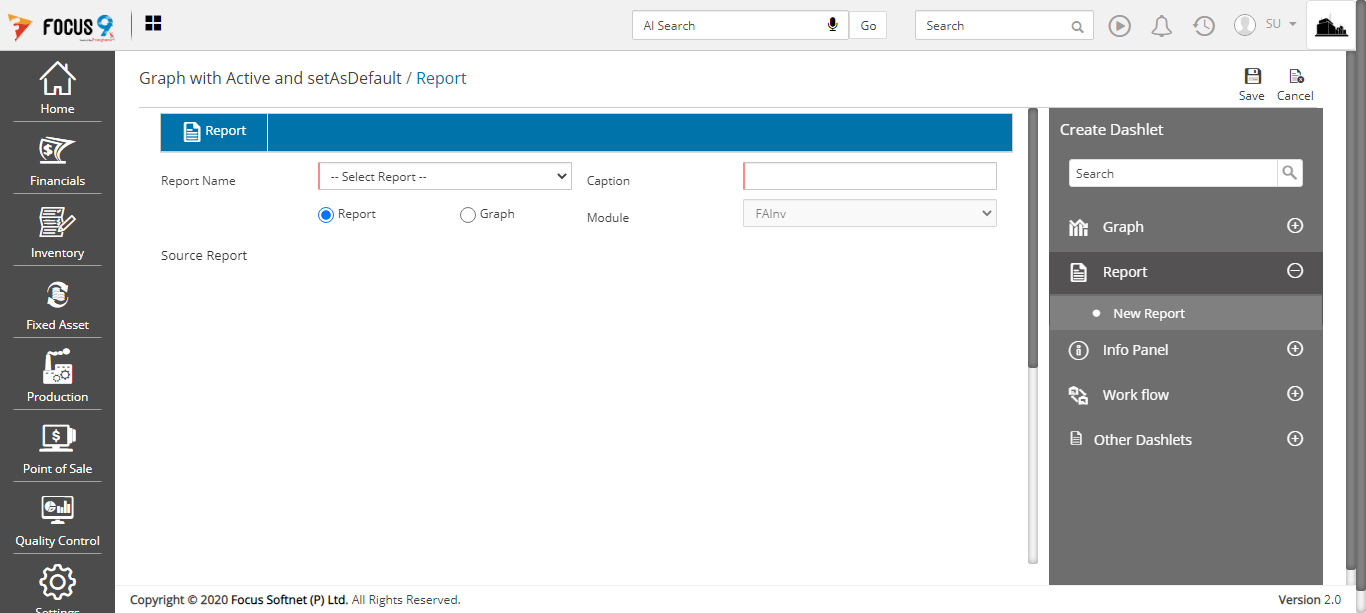 FOCUS 9
AI Search
Go
Search
SU
Home
Financials
Inventory
Fixed Asset
Production
Point of Sale
Quality Control
Settings
Graph with Active and setAsDefault / Report
Save
Cancel
Report
Report Name
-- Select Report --
Caption
Report
Graph
Module
FAInv
Source Report
Create Dashlet
Search
Graph
Report
New Report
Info Panel
Work flow
Other Dashlets
Copyright © 2020 Focus Softnet (P) Ltd. All Rights Reserved.
Version 2.0